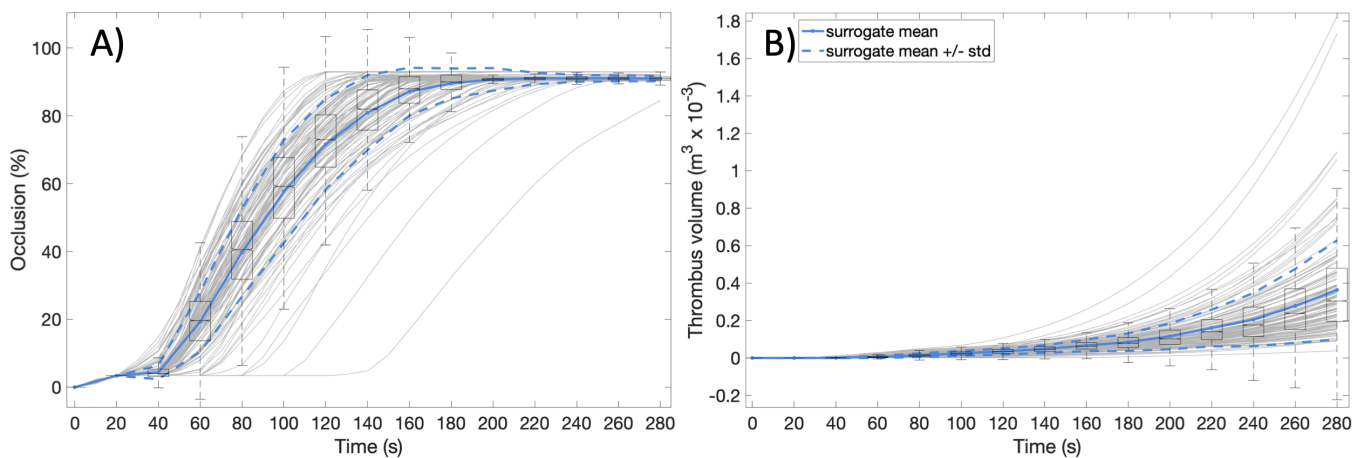 A)
Occlusion (%)
100
80
60
40
20
0
0 20 40 60 80 100 120 140 160 180 200 220 240 260 280
Time (s)
B)
surrogate mean
surrogate mean +/- std
Thrombus volume (m³ x 10⁻³)
1.8
1.6
1.4
1.2
1
0.8
0.6
0.4
0.2
0
-0.2
0 20 40 60 80 100 120 140 160 180 200 220 240 260 280
Time (s)